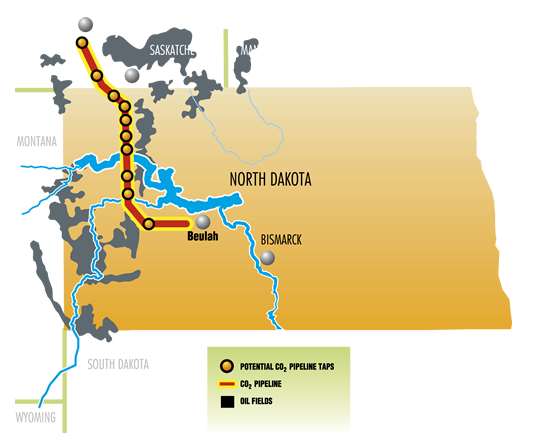 SASKATCHE
MAN
MONTANA
NORTH DAKOTA
Beulah
BISMARCK
SOUTH DAKOTA
WYOMING
POTENTIAL CO₂ PIPELINE TAPS
CO₂ PIPELINE
OIL FIELDS